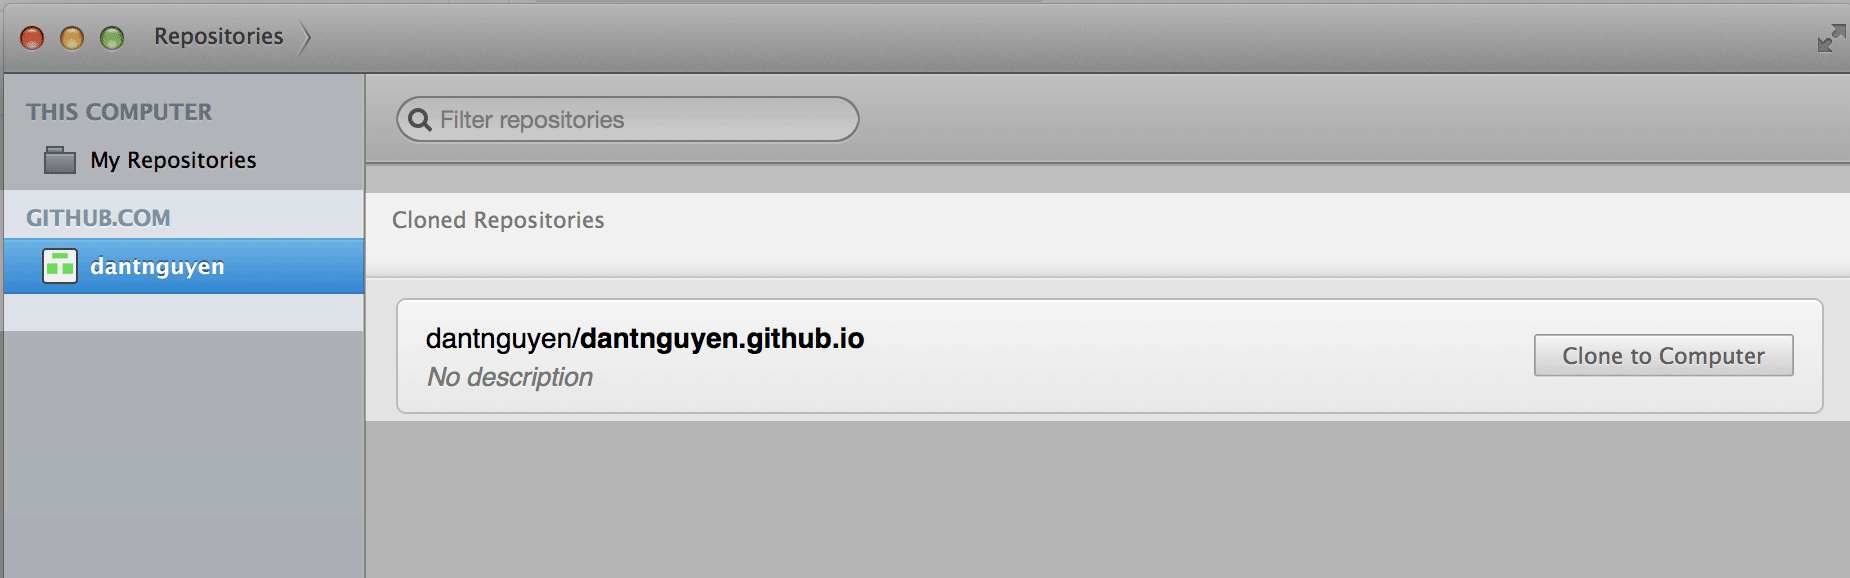 Repositories
THIS COMPUTER
My Repositories
GITHUB.COM
dantnguyen
Filter repositories
Cloned Repositories
dantnguyen/dantnguyen.github.io
No description
Clone to Computer